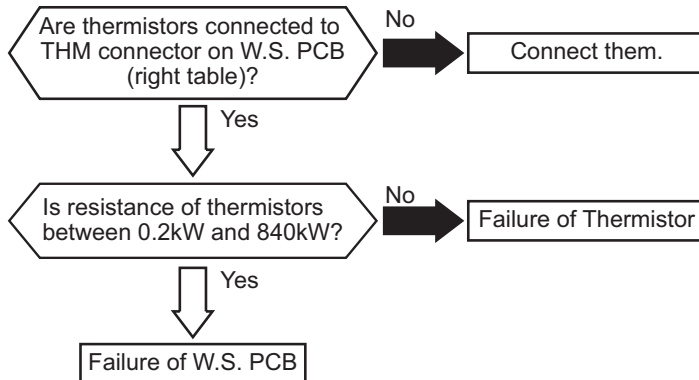 Are thermistors connected to
THM connector on W.S. PCB
(right table)?
No
Connect them.
Yes
Is resistance of thermistors
between 0.2kW and 840kW?
No
Failure of Thermistor
Yes
Failure of W.S. PCB